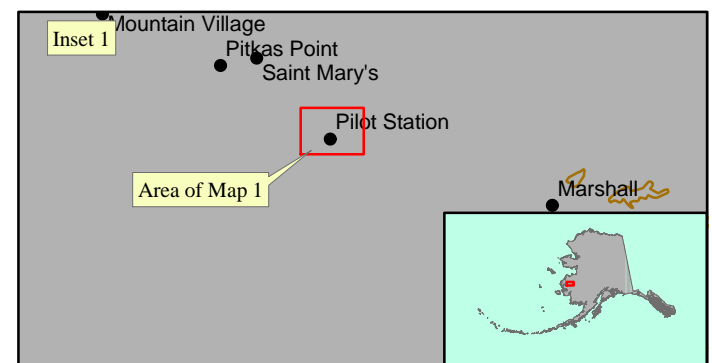 Mountain Village
Inset 1
Pitkas Point
Saint Mary's
Pilot Station
Area of Map 1
Marshall